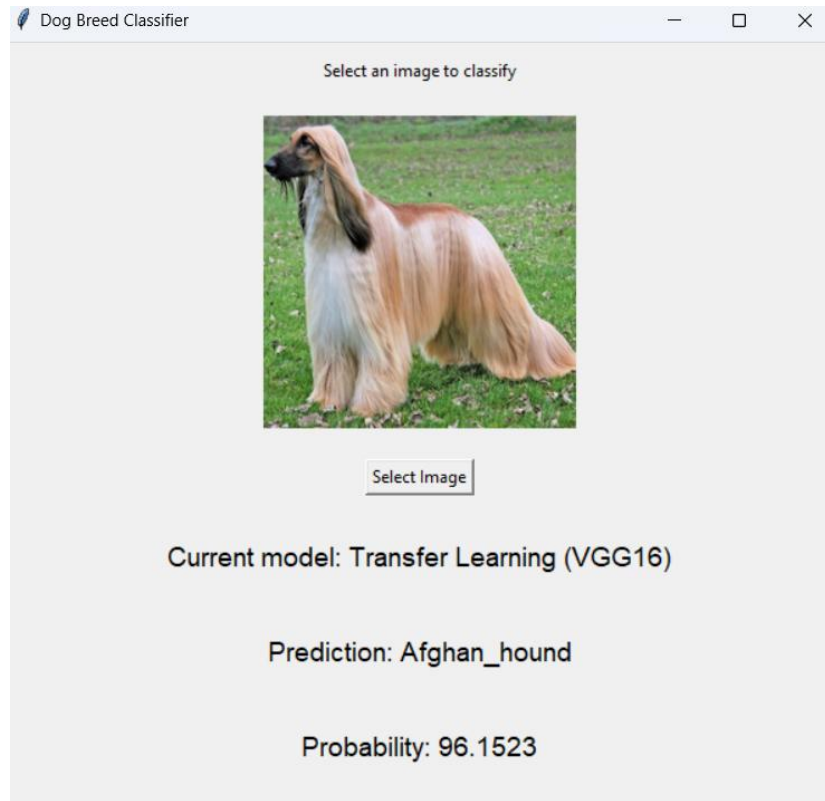 Dog Breed Classifier
Select an image to classify
Select Image
Current model: Transfer Learning (VGG16)
Prediction: Afghan_hound
Probability: 96.1523